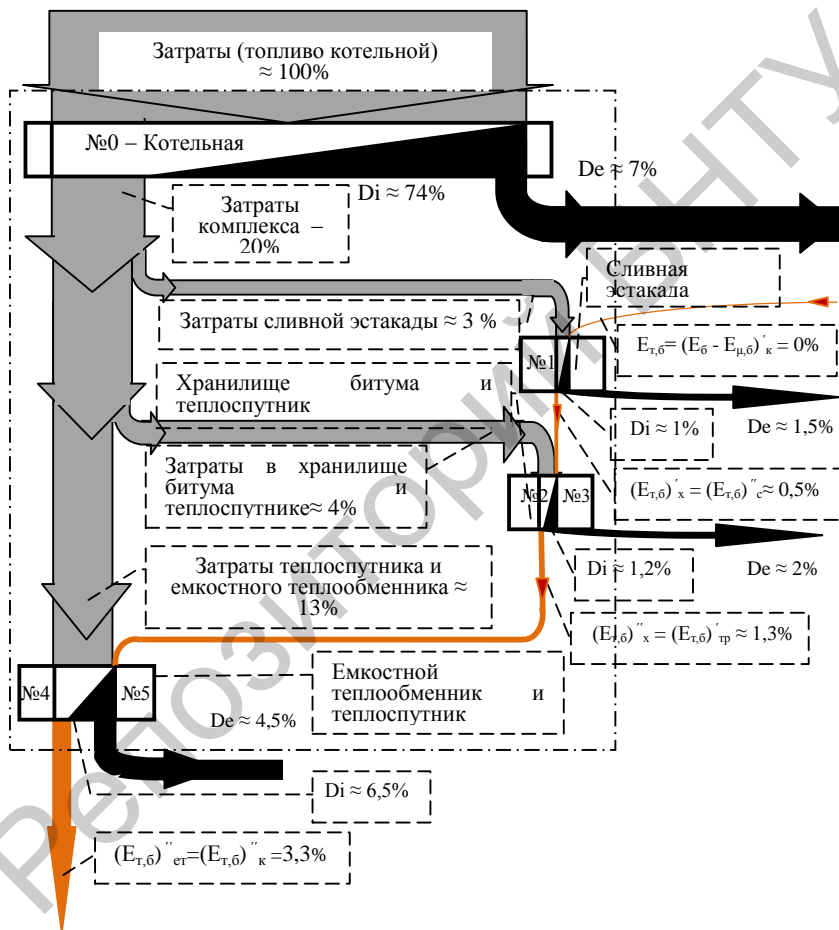 Затраты (топливо котельной)
≈ 100%
№0 – Котельная
De ≈ 7%
Di ≈ 74%
Затраты
комплекса –
20%
Сливная
эстакада
Затраты сливной эстакады ≈ 3 %
Eт,б= (Eб - Eц,б)′к = 0%
№1
Хранилище битума и
теплоспутник
Di ≈ 1%
De ≈ 1,5%
Затраты в хранилище
битума и
теплоспутнике≈ 4%
(Eт,б)′х = (Eт,б)′′с≈ 0,5%
№2
№3
Затраты теплоспутника и
емкостного теплообменника ≈
13%
Di ≈ 1,2%
De ≈ 2%
(Eт,б)′′х = (Eт,б)′тр ≈ 1,3%
№4
№5
Емкостной
теплообменник и
теплоспутник
De ≈ 4,5%
Di ≈ 6,5%
(Eт,б)′′ет=(Eт,б)′′к =3,3%
Репозиторий БНТУ